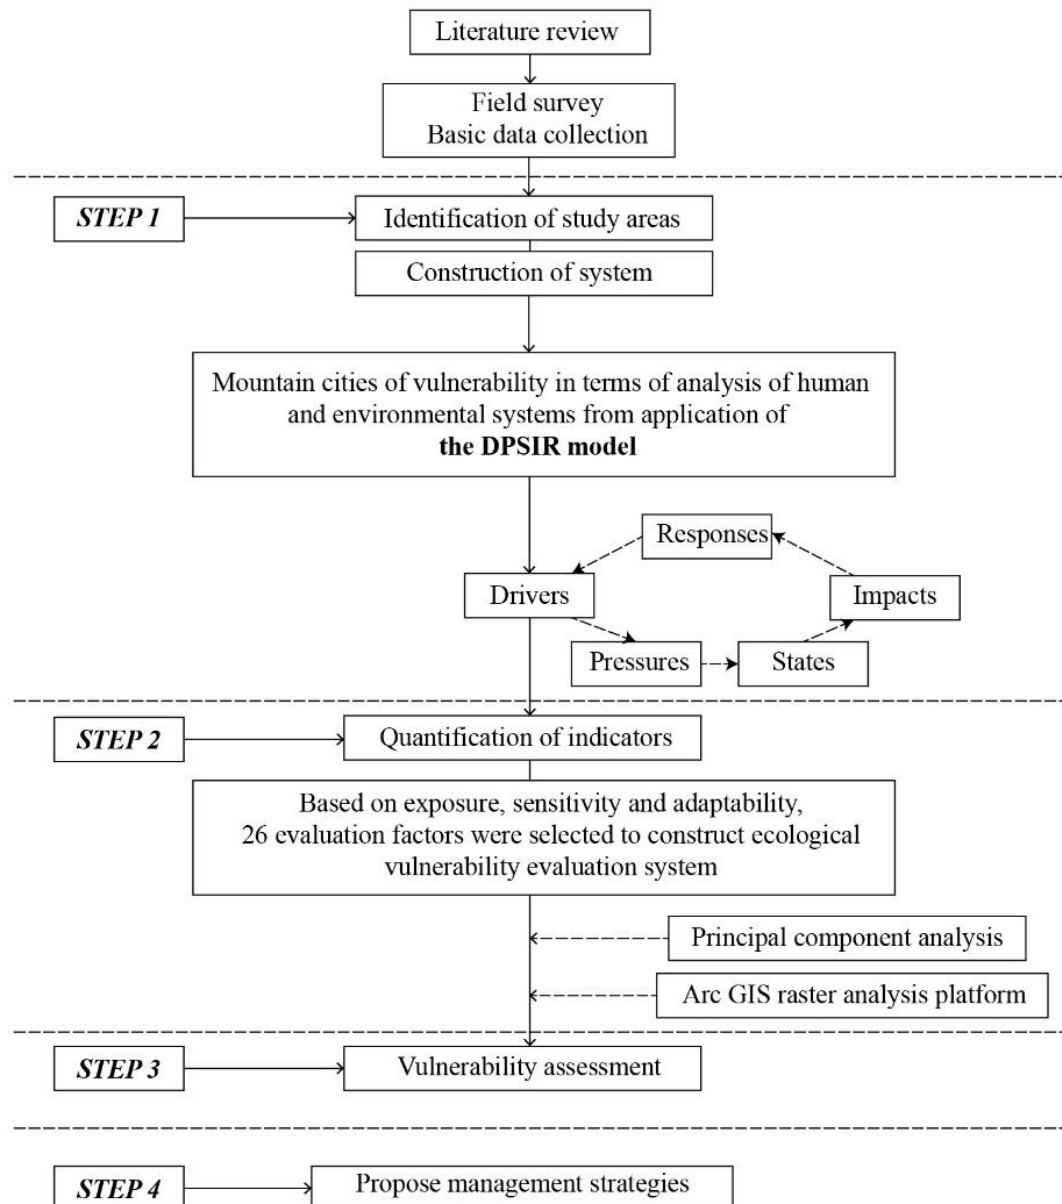 Literature review
Field survey
Basic data collection
STEP 1
Identification of study areas
Construction of system
Mountain cities of vulnerability in terms of analysis of human
and environmental systems from application of
the DPSIR model
Responses
Drivers
Impacts
Pressures
States
STEP 2
Quantification of indicators
Based on exposure, sensitivity and adaptability,
26 evaluation factors were selected to construct ecological
vulnerability evaluation system
Principal component analysis
Arc GIS raster analysis platform
STEP 3
Vulnerability assessment
STEP 4
Propose management strategies